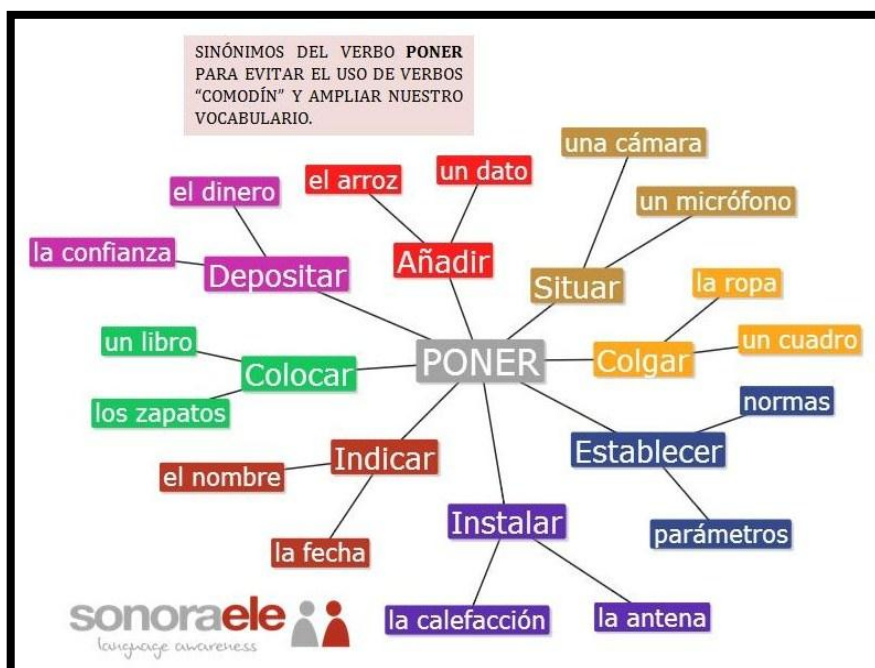 SINÓNIMOS DEL VERBO PONER
PARA EVITAR EL USO DE VERBOS
“COMODÍN” Y AMPLIAR NUESTRO
VOCABULARIO.
una cámara
un dato
el arroz
el dinero
un micrófono
la confianza
Añadir
Depositar
Situar
la ropa
un libro
un cuadro
PONER
Colgar
Colocar
normas
los zapatos
Establecer
Indicar
el nombre
Instalar
parámetros
la fecha
la calefacción
la antena
sonoraele
language awareness